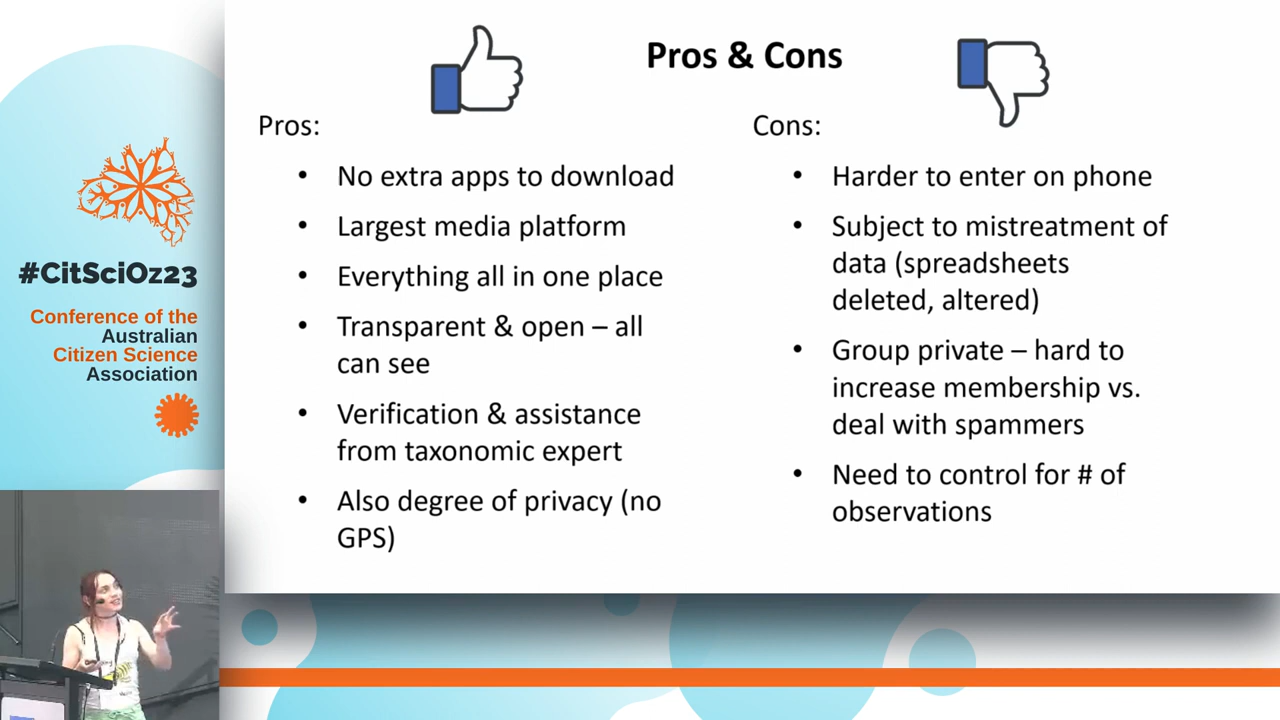 Pros & Cons
Pros:
• No extra apps to download
• Largest media platform
• Everything all in one place
• Transparent & open – all
can see
• Verification & assistance
from taxonomic expert
• Also degree of privacy (no
GPS)
Cons:
• Harder to enter on phone
• Subject to mistreatment of
data (spreadsheets
deleted, altered)
• Group private – hard to
increase membership vs.
deal with spammers
• Need to control for # of
observations
#CitSciOz23
Conference of the
Australian
Citizen Science
Association